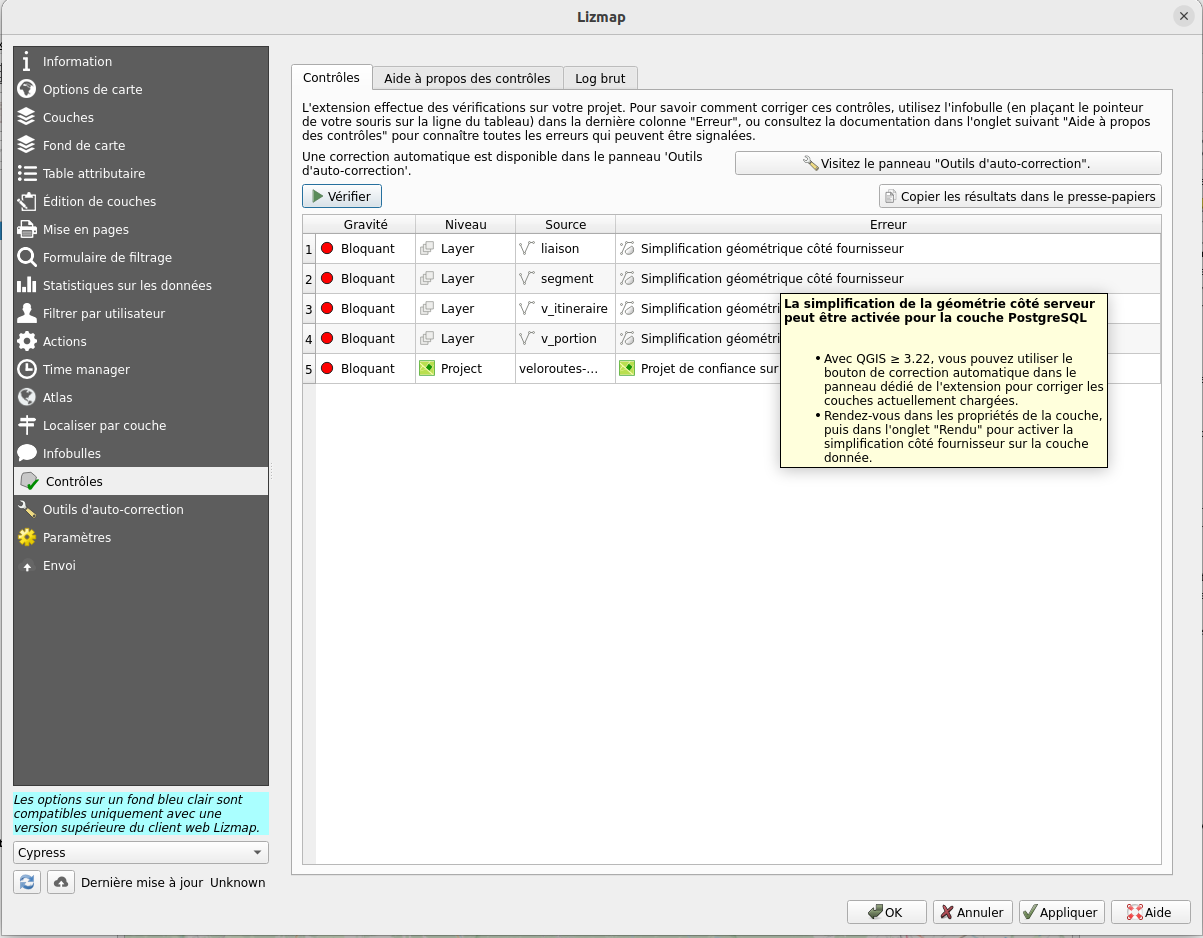 Lizmap
Information
Options de carte
Couches
Fond de carte
Table attributaire
Édition de couches
Mise en pages
Formulaire de filtrage
Statistiques sur les données
Filtrer par utilisateur
Actions
Time manager
Atlas
Localiser par couche
Infobulles
Contrôles
Outils d'auto-correction
Paramètres
Envoi
Les options sur un fond bleu clair sont
compatibles uniquement avec une
version supérieure du client web Lizmap.
Cypress
Dernière mise à jour Unknown
Contrôles Aide à propos des contrôles Log brut
L'extension effectue des vérifications sur votre projet. Pour savoir comment corriger ces contrôles, utilisez l'infobulle (en plaçant le pointeur
de votre souris sur la ligne du tableau) dans la dernière colonne "Erreur", ou consultez la documentation dans l'onglet suivant "Aide à propos
des contrôles" pour connaître toutes les erreurs qui peuvent être signalées.
Une correction automatique est disponible dans le panneau 'Outils
d'auto-correction'.
Visitez le panneau "Outils d'auto-correction".
Vérifier
Copier les résultats dans le presse-papiers
Gravité Niveau Source Erreur
1 Bloquant Layer liaison Simplification géométrique côté fournisseur
2 Bloquant Layer segment Simplification géométrique côté fournisseur
3 Bloquant Layer v_itineraire Simplification géométri
4 Bloquant Layer v_portion Simplification géométri
5 Bloquant Project veloroutes-... Projet de confiance sur
La simplification de la géométrie côté serveur
peut être activée pour la couche PostgreSQL
• Avec QGIS ≥ 3.22, vous pouvez utiliser le
bouton de correction automatique dans le
panneau dédié de l'extension pour corriger les
couches actuellement chargées.
• Rendez-vous dans les propriétés de la couche,
puis dans l'onglet "Rendu" pour activer la
simplification côté fournisseur sur la couche
donnée.
OK Annuler Appliquer Aide